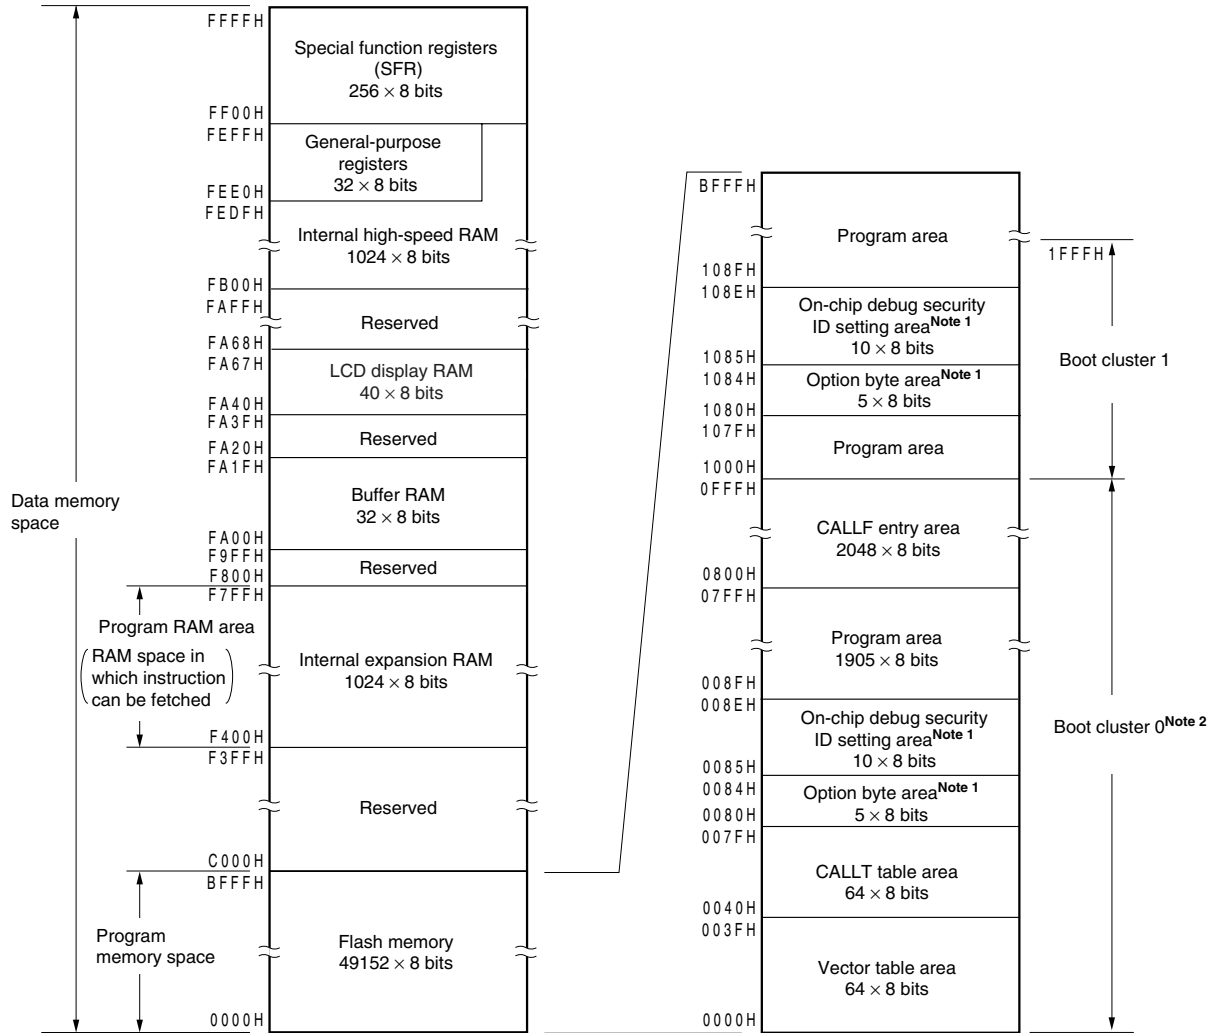 FFFFH
Special function registers
(SFR)
256 × 8 bits
FF00H
FEFFH
General-purpose
registers
32 × 8 bits
FEE0H
FEDFH
Internal high-speed RAM
1024 × 8 bits
FB00H
FAFFH
Reserved
FA68H
FA67H
LCD display RAM
40 × 8 bits
FA40H
FA3FH
Reserved
FA20H
FA1FH
Buffer RAM
32 × 8 bits
FA00H
F9FFH
Reserved
F800H
F7FFH
Data memory
space
Program RAM area
(RAM space in
which instruction
can be fetched)
Internal expansion RAM
1024 × 8 bits
F400H
F3FFH
Reserved
C000H
BFFFH
Program
memory space
Flash memory
49152 × 8 bits
0000H
BFFFH
Program area
1FFFH
108FH
108EH
On-chip debug security
ID setting area Note 1
10 × 8 bits
1085H
1084H
Option byte area Note 1
5 × 8 bits
1080H
107FH
Program area
1000H
0FFFH
Boot cluster 1
CALLF entry area
2048 × 8 bits
0800H
07FFH
Program area
1905 × 8 bits
008FH
008EH
On-chip debug security
ID setting area Note 1
10 × 8 bits
0085H
0084H
Option byte area Note 1
5 × 8 bits
0080H
007FH
CALLT table area
64 × 8 bits
0040H
003FH
Vector table area
64 × 8 bits
0000H
Boot cluster 0 Note 2